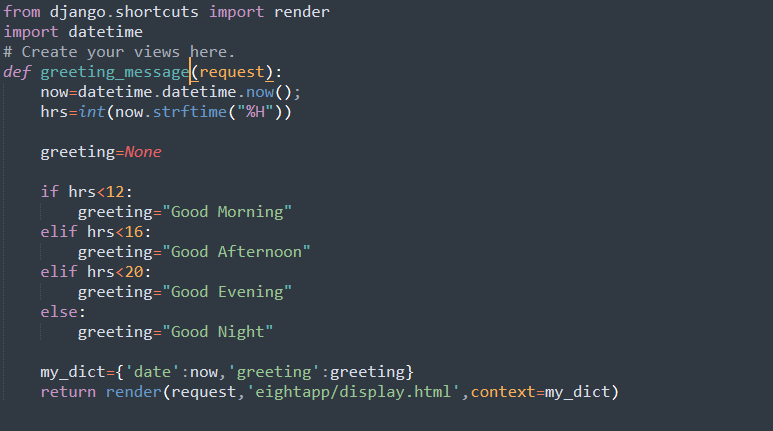 from django.shortcuts import render
import datetime
# Create your views here.
def greeting_message(request):
    now=datetime.datetime.now();
    hrs=int(now.strftime("%H"))

    greeting=None

    if hrs<12:
        greeting="Good Morning"
    elif hrs<16:
        greeting="Good Afternoon"
    elif hrs<20:
        greeting="Good Evening"
    else:
        greeting="Good Night"

    my_dict={'date':now,'greeting':greeting}
    return render(request,'eightapp/display.html',context=my_dict)